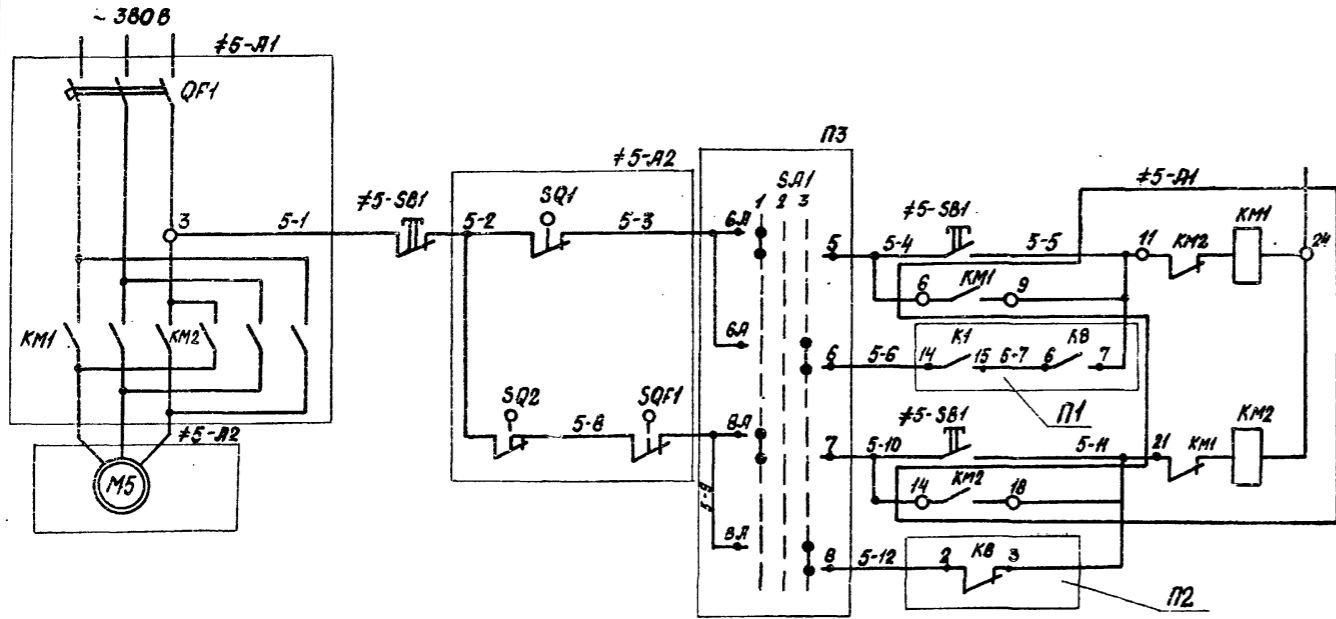 ~ 380 В
≠5-А1
QF1
П3
≠5-А2
SA1
≠5-А1
3
5-1
≠5-SB1
5-2
SQ1
5-3
6А
1 2 3
5
5-4
≠5-SB1
5-5
11
КМ2
КМ1
24
6
КМ1
9
КМ1
КМ2
6А
6
5-6
14
К1
15
5-7
6
КВ
7
П1
SQ2
5-8
SQF1
8А
7
5-10
≠5-SB1
5-11
21
КМ1
КМ2
≠5-А2
М5
5-9
14
КМ2
18
8А
8
5-12
2
КВ
3
П2